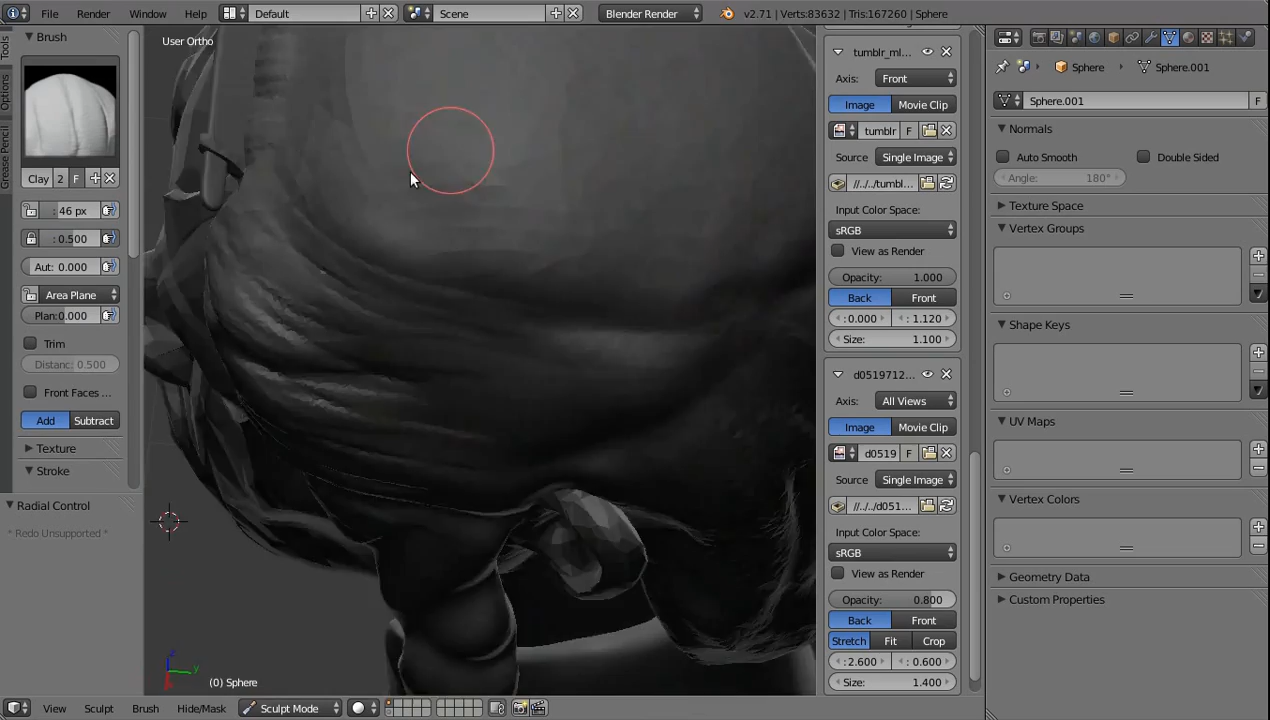 File Render Window Help Default Scene Blender Render v2.71 | Verts:83632 | Tris:167260 | Sphere
Tools
Options
Grease Pencil
Brush
Clay 2 F
: 46 px
: 0.500
Aut: 0.000
Area Plane
Plan:0.000
Trim
Distanc: 0.500
Front Faces ...
Add Subtract
Texture
Stroke
Radial Control
* Redo Unsupported *
User Ortho
z
y
(0) Sphere
tumblr_ml...
Axis: Front
Image Movie Clip
tumblr F
Source Single Image
//../../tumbl...
Input Color Space:
sRGB
View as Render
Opacity: 1.000
Back Front
:0.000 : 1.120
Size: 1.100
d0519712...
Axis: All Views
Image Movie Clip
d0519 F
Source Single Image
//../../d051...
Input Color Space:
sRGB
View as Render
Opacity: 0.800
Back Front
Stretch Fit Crop
:2.600 : 0.600
Size: 1.400
Sphere Sphere.001
Sphere.001 F
Normals
Auto Smooth Double Sided
Angle: 180°
Texture Space
Vertex Groups
Shape Keys
UV Maps
Vertex Colors
Geometry Data
Custom Properties
View Sculpt Brush Hide/Mask Sculpt Mode